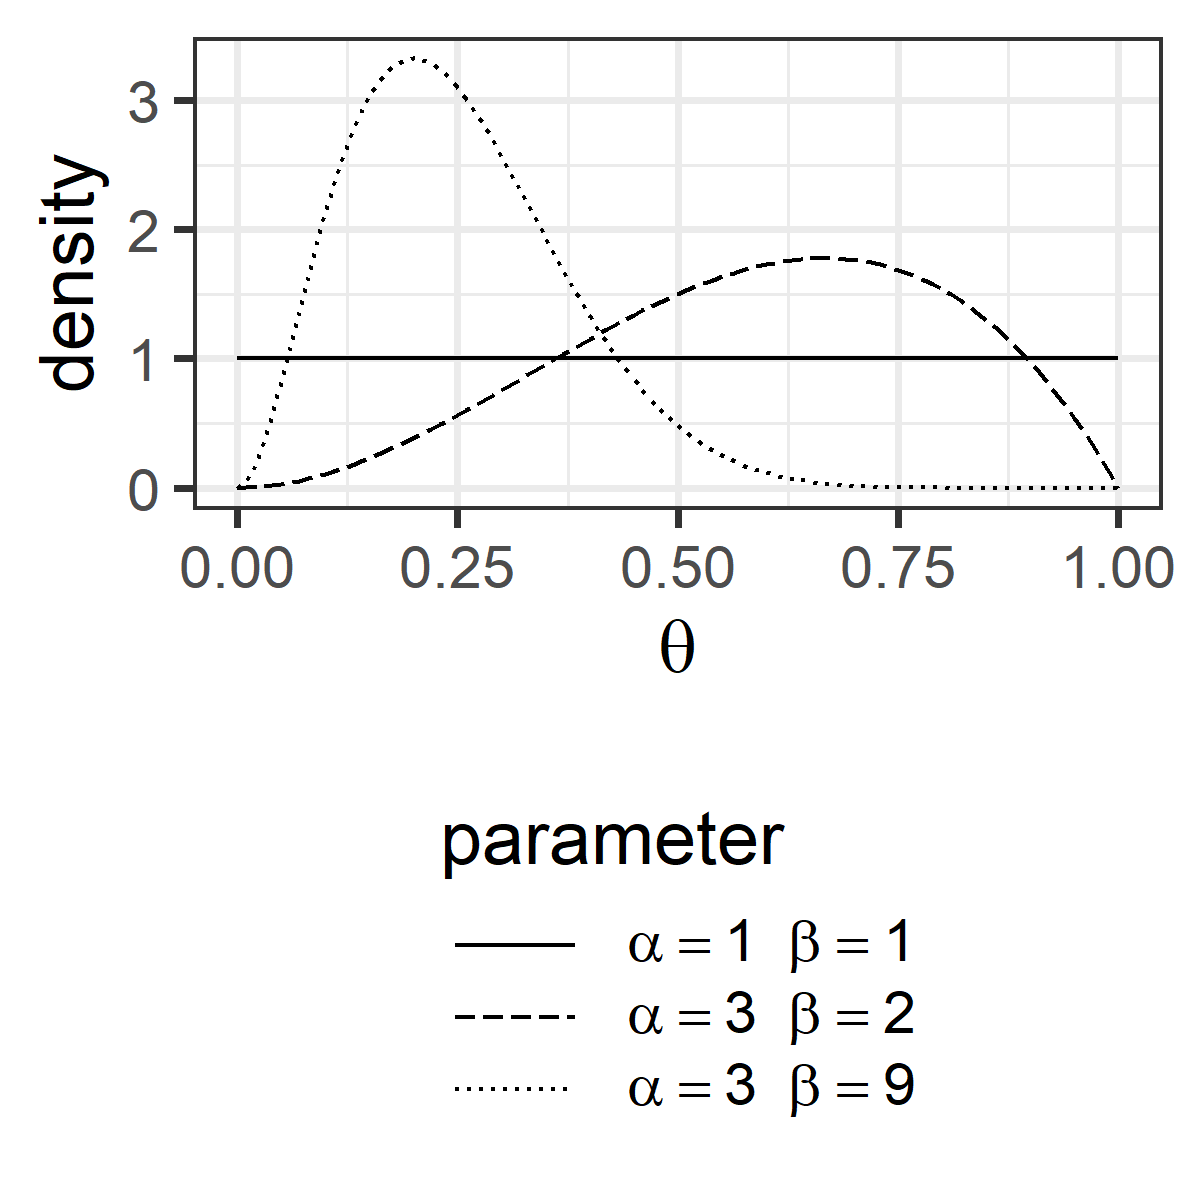 density
3
2
1
0
0.00 0.25 0.50 0.75 1.00
θ
parameter
α = 1 β = 1
α = 3 β = 2
α = 3 β = 9